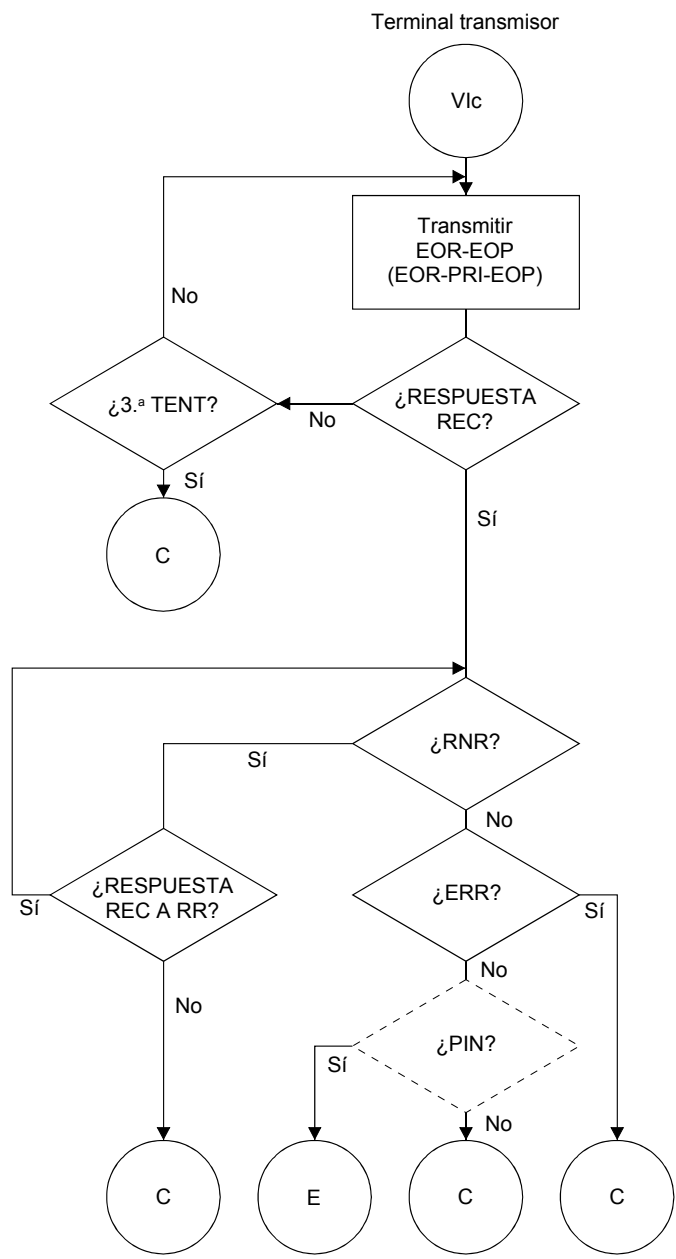 Terminal transmisor
VIc
Transmitir
EOR-EOP
(EOR-PRI-EOP)
No
¿3.ª TENT?
No
¿RESPUESTA
REC?
Sí
C
Sí
¿RNR?
Sí
No
¿RESPUESTA
REC A RR?
Sí
¿ERR?
Sí
No
No
¿PIN?
Sí
No
C
E
C
C